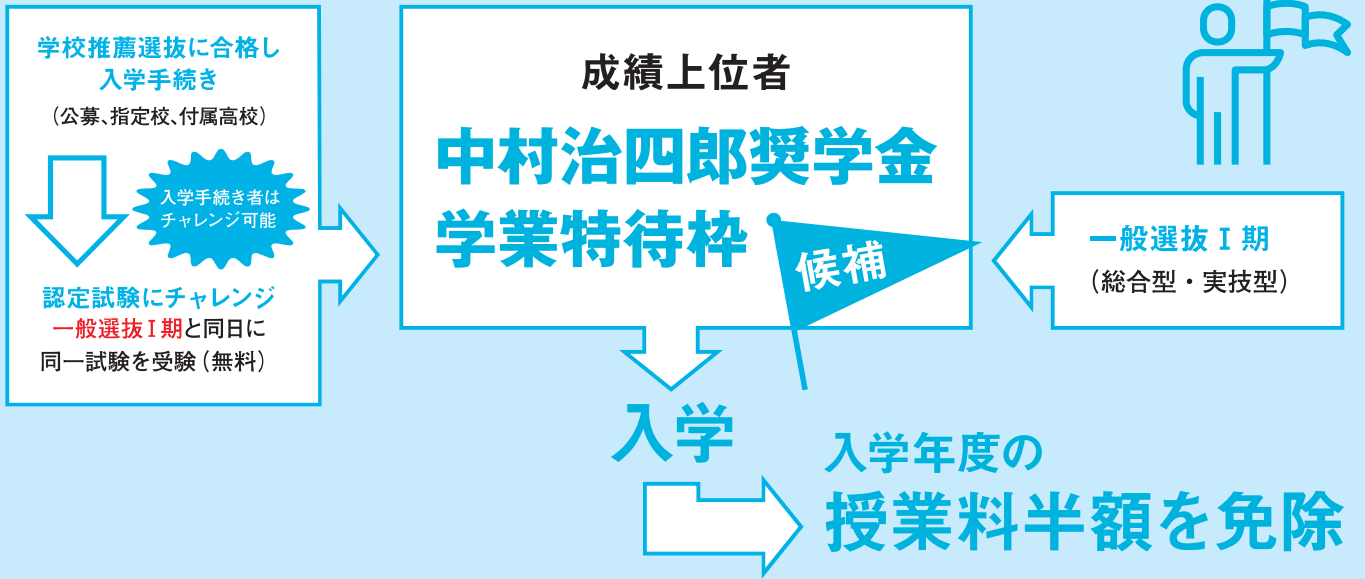 学校推薦選抜に合格し
入学手続き
（公募、指定校、付属高校）
入学手続き者は
チャレンジ可能
認定試験にチャレンジ
一般選抜Ⅰ期と同日に
同一試験を受験（無料）
成績上位者
中村治四郎奨学金
学業特待枠
候補
一般選抜Ⅰ期
（総合型・実技型）
入学
入学年度の
授業料半額を免除